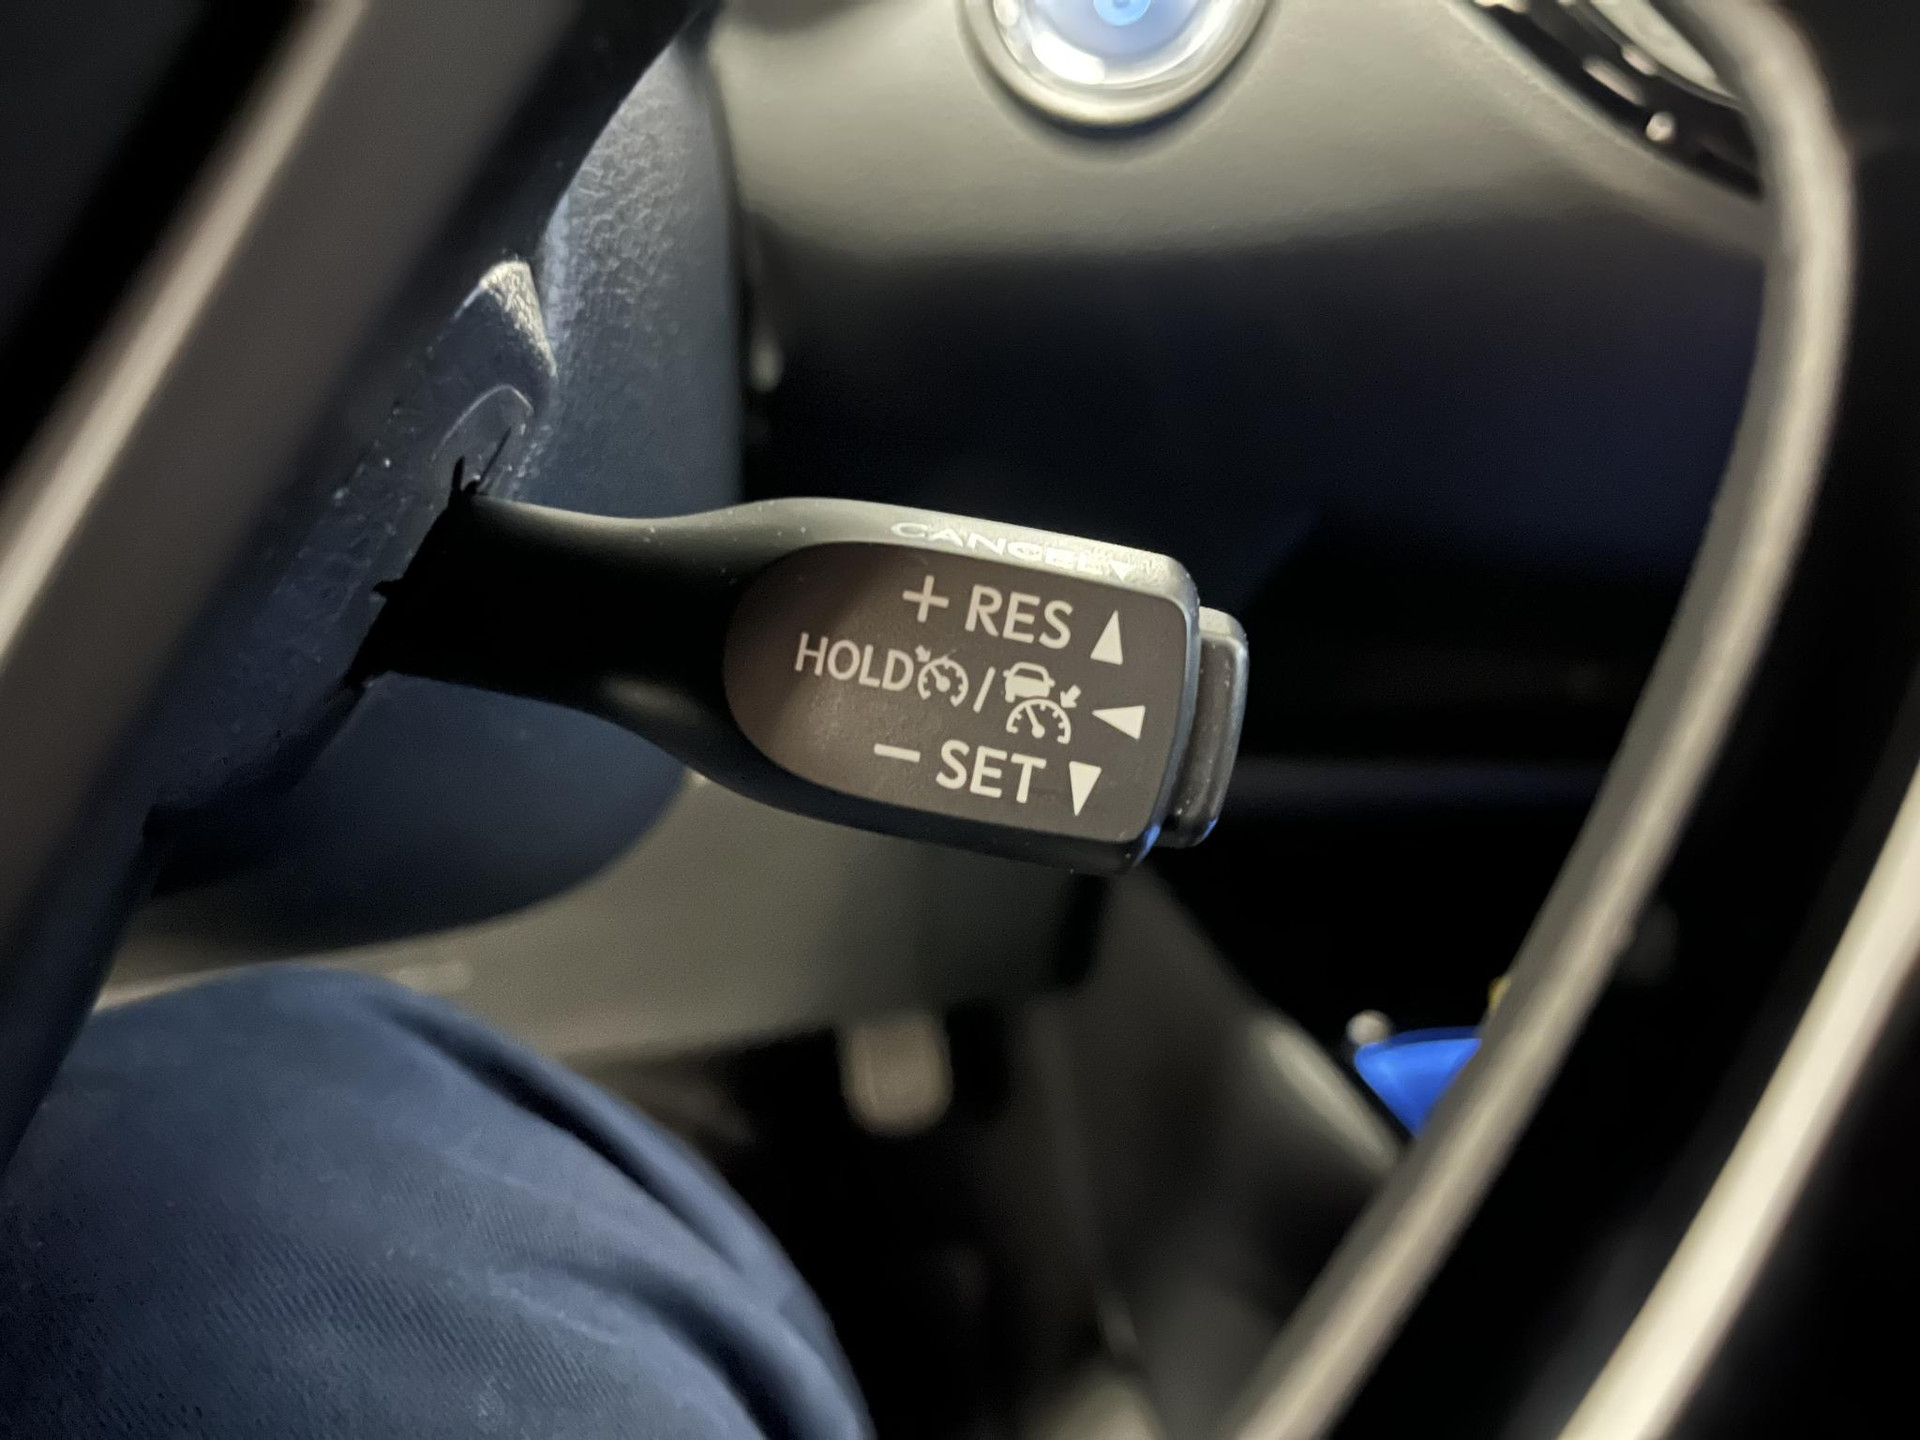 CANCEL
+ RES
HOLD /
− SET